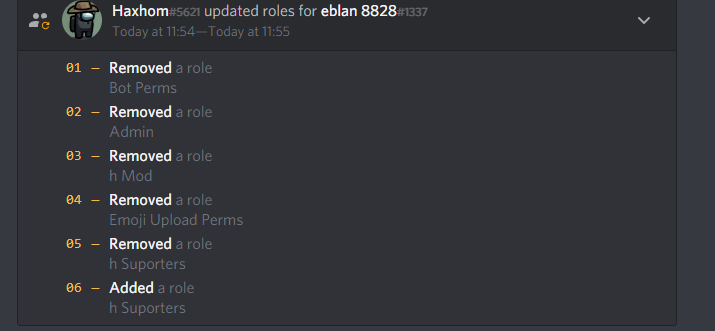 Haxhom#5621 updated roles for eblan 8828#1337
Today at 11:54—Today at 11:55
01 — Removed a role
Bot Perms
02 — Removed a role
Admin
03 — Removed a role
h Mod
04 — Removed a role
Emoji Upload Perms
05 — Removed a role
h Suporters
06 — Added a role
h Suporters